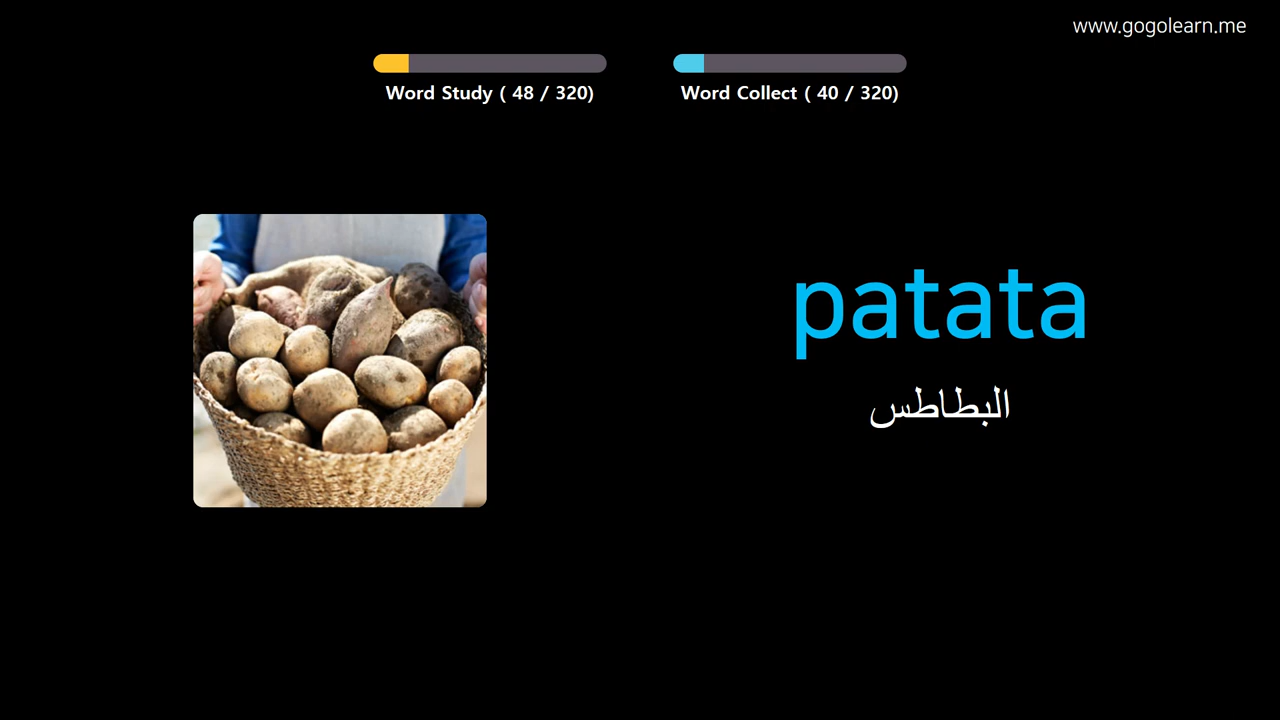 www.gogolearn.me
Word Study ( 48 / 320)
Word Collect ( 40 / 320)
patata
البطاطس